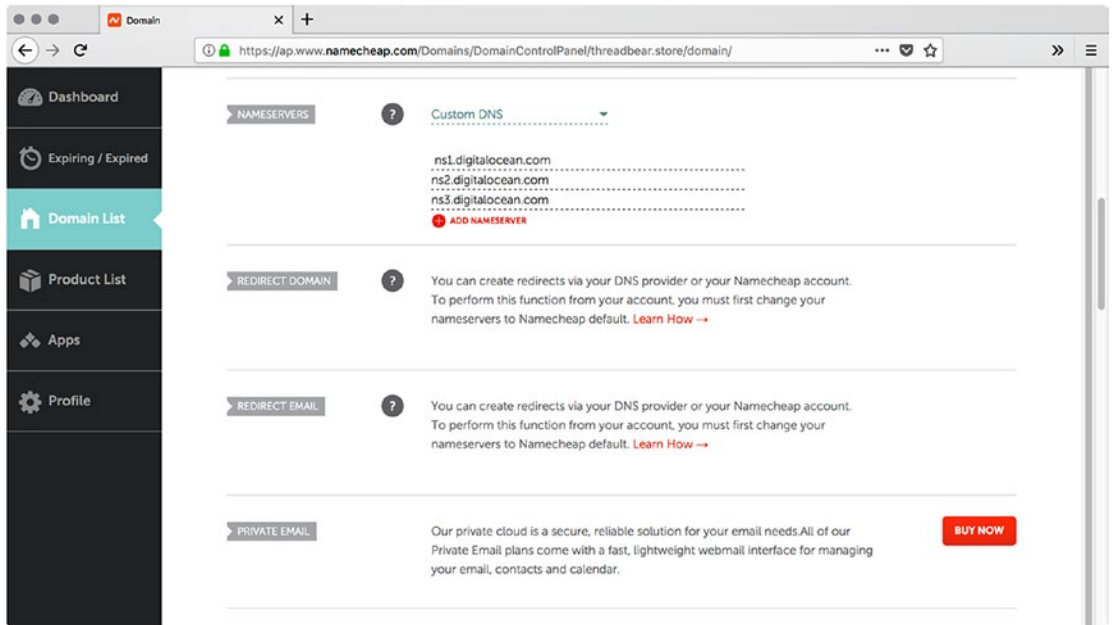 Domain
https://ap.www.namecheap.com/Domains/DomainControlPanel/threadbear.store/domain/
Dashboard
Expiring / Expired
Domain List
Product List
Apps
Profile
NAMESERVERS
?
Custom DNS
ns1.digitalocean.com
ns2.digitalocean.com
ns3.digitalocean.com
ADD NAMESERVER
REDIRECT DOMAIN
?
You can create redirects via your DNS provider or your Namecheap account.
To perform this function from your account, you must first change your
nameservers to Namecheap default. Learn How →
REDIRECT EMAIL
?
You can create redirects via your DNS provider or your Namecheap account.
To perform this function from your account, you must first change your
nameservers to Namecheap default. Learn How →
PRIVATE EMAIL
Our private cloud is a secure, reliable solution for your email needs.All of our
Private Email plans come with a fast, lightweight webmail interface for managing
your email, contacts and calendar.
BUY NOW